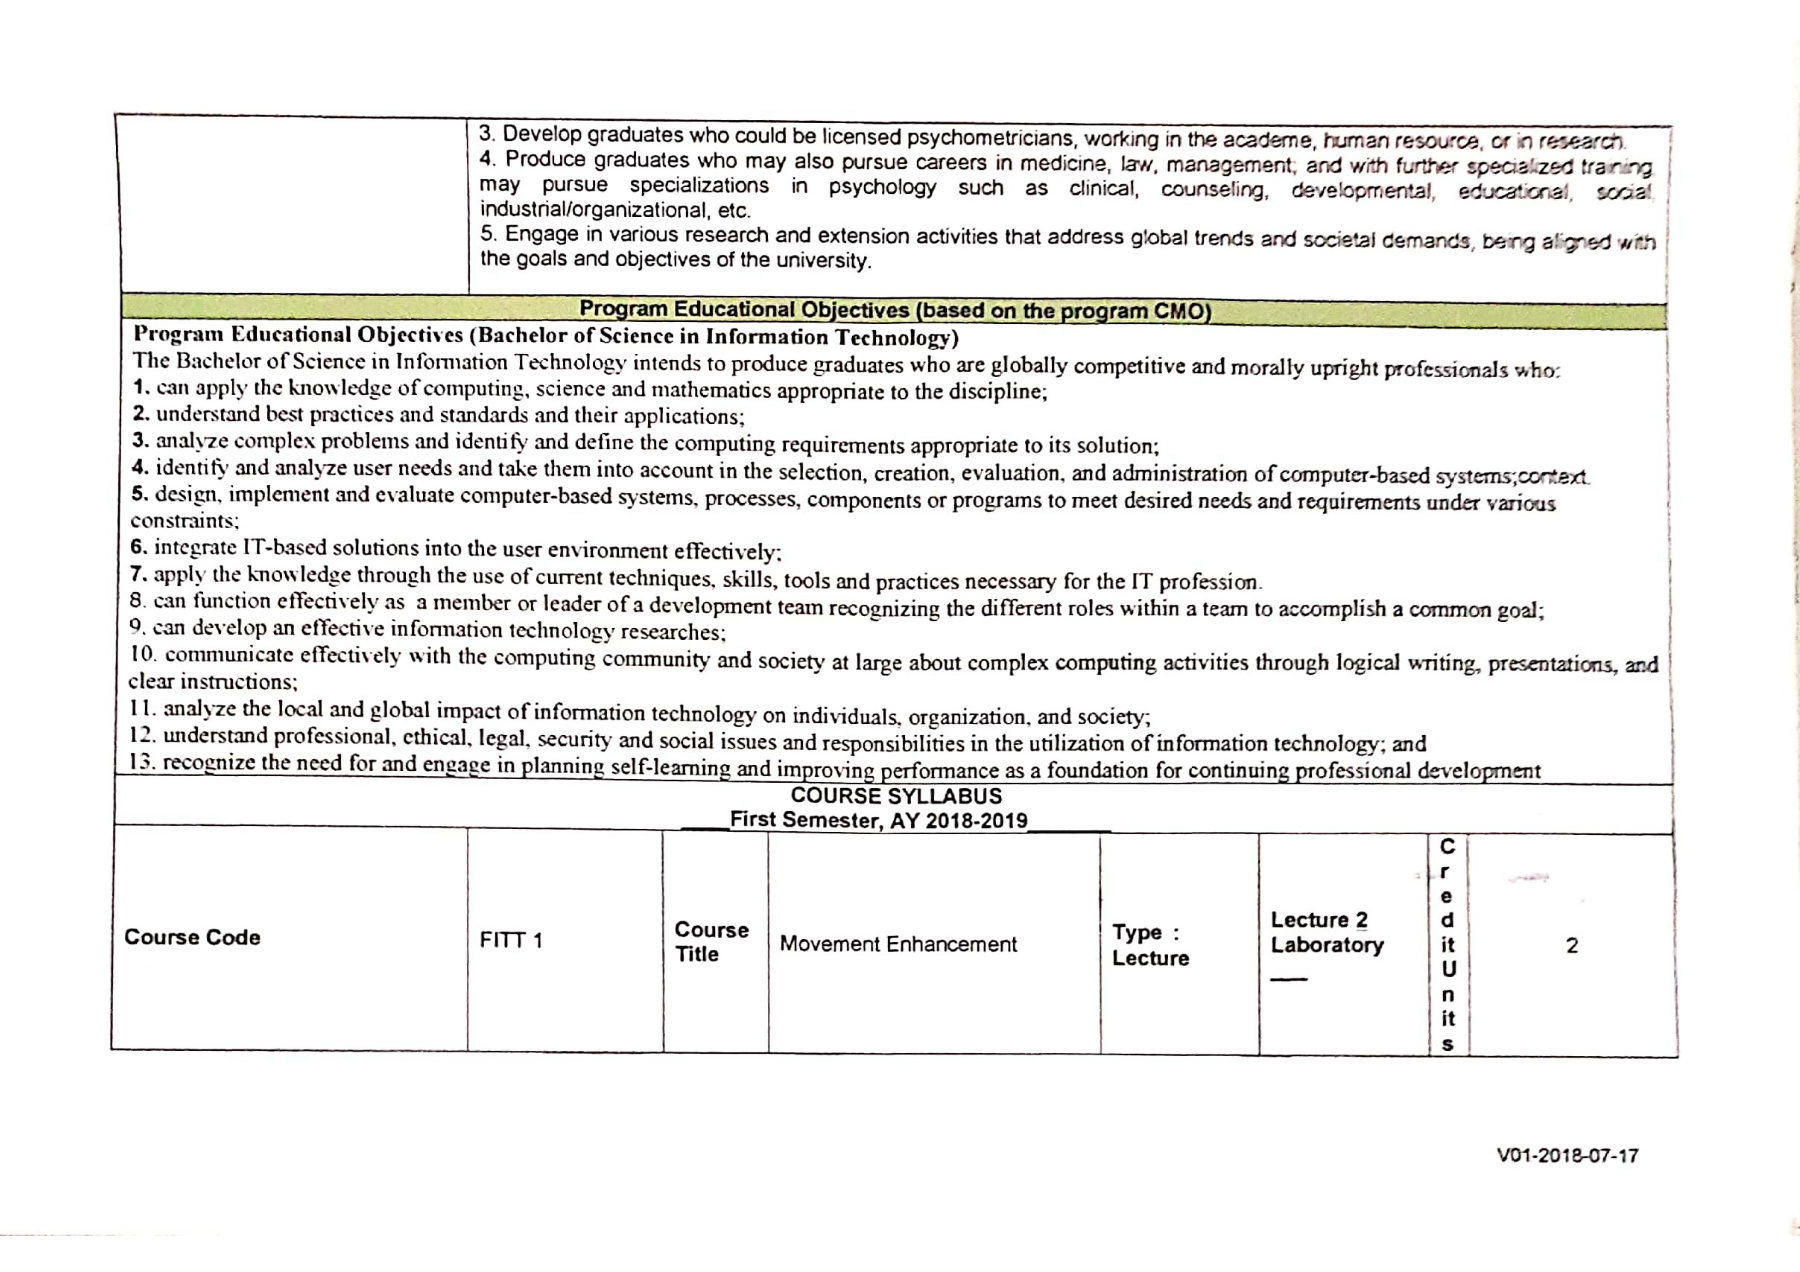 3. Develop graduates who could be licensed psychometricians, working in the academe, human resource, or in research.
4. Produce graduates who may also pursue careers in medicine, law, management, and with further specialized training
may pursue specializations in psychology such as clinical, counseling, developmental, educational, social,
industrial/organizational, etc.
5. Engage in various research and extension activities that address global trends and societal demands, being aligned with
the goals and objectives of the university.
Program Educational Objectives (based on the program CMO)
Program Educational Objectives (Bachelor of Science in Information Technology)
The Bachelor of Science in Information Technology intends to produce graduates who are globally competitive and morally upright professionals who:
1. can apply the knowledge of computing, science and mathematics appropriate to the discipline;
2. understand best practices and standards and their applications;
3. analyze complex problems and identify and define the computing requirements appropriate to its solution;
4. identify and analyze user needs and take them into account in the selection, creation, evaluation, and administration of computer-based systems;context.
5. design, implement and evaluate computer-based systems, processes, components or programs to meet desired needs and requirements under various
constraints;
6. integrate IT-based solutions into the user environment effectively;
7. apply the knowledge through the use of current techniques, skills, tools and practices necessary for the IT profession.
8. can function effectively as a member or leader of a development team recognizing the different roles within a team to accomplish a common goal;
9. can develop an effective information technology researches;
10. communicate effectively with the computing community and society at large about complex computing activities through logical writing, presentations, and
clear instructions;
11. analyze the local and global impact of information technology on individuals, organization, and society;
12. understand professional, ethical, legal, security and social issues and responsibilities in the utilization of information technology; and
13. recognize the need for and engage in planning self-learning and improving performance as a foundation for continuing professional development
COURSE SYLLABUS
____First Semester, AY 2018-2019_______
Course Code
FITT 1
Course
Title
Movement Enhancement
Type :
Lecture
Lecture 2
Laboratory
___
C
r
e
d
it
U
n
it
s
2
V01-2018-07-17